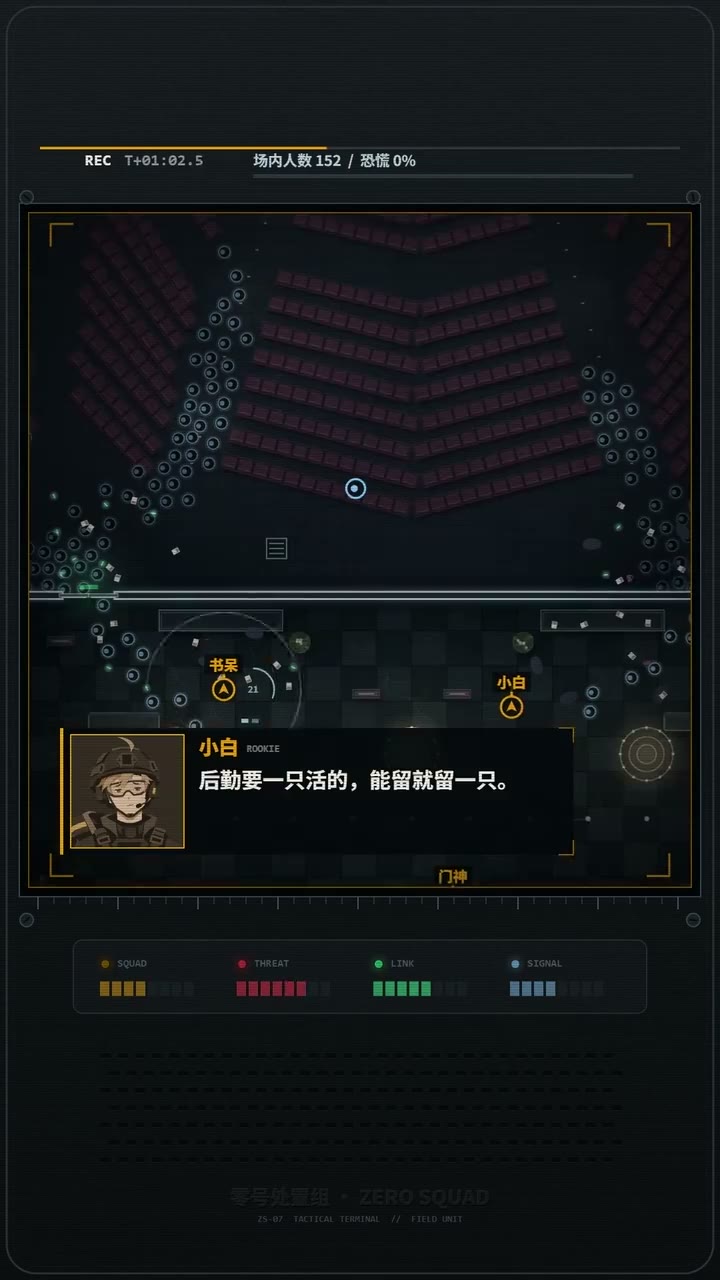 REC T+01:02.5 场内人数 152 / 恐慌 0%
书呆
21
小白
小白 ROOKIE
后勤要一只活的，能留就留一只。
门神
SQUAD THREAT LINK SIGNAL
零号处置组 · ZERO SQUAD
ZS-07 TACTICAL TERMINAL // FIELD UNIT